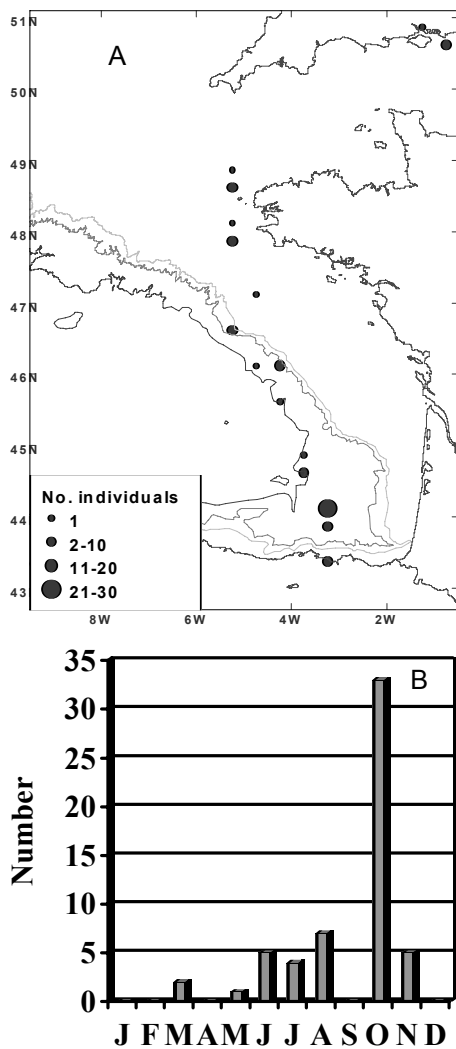 51N
A
50N
49N
48N
47N
46N
45N
No. individuals
1
2-10
11-20
21-30
44N
43
8W 6W 4W 2W
35
B
30
25
20
15
10
5
0
Number
J F M A M J J A S O N D